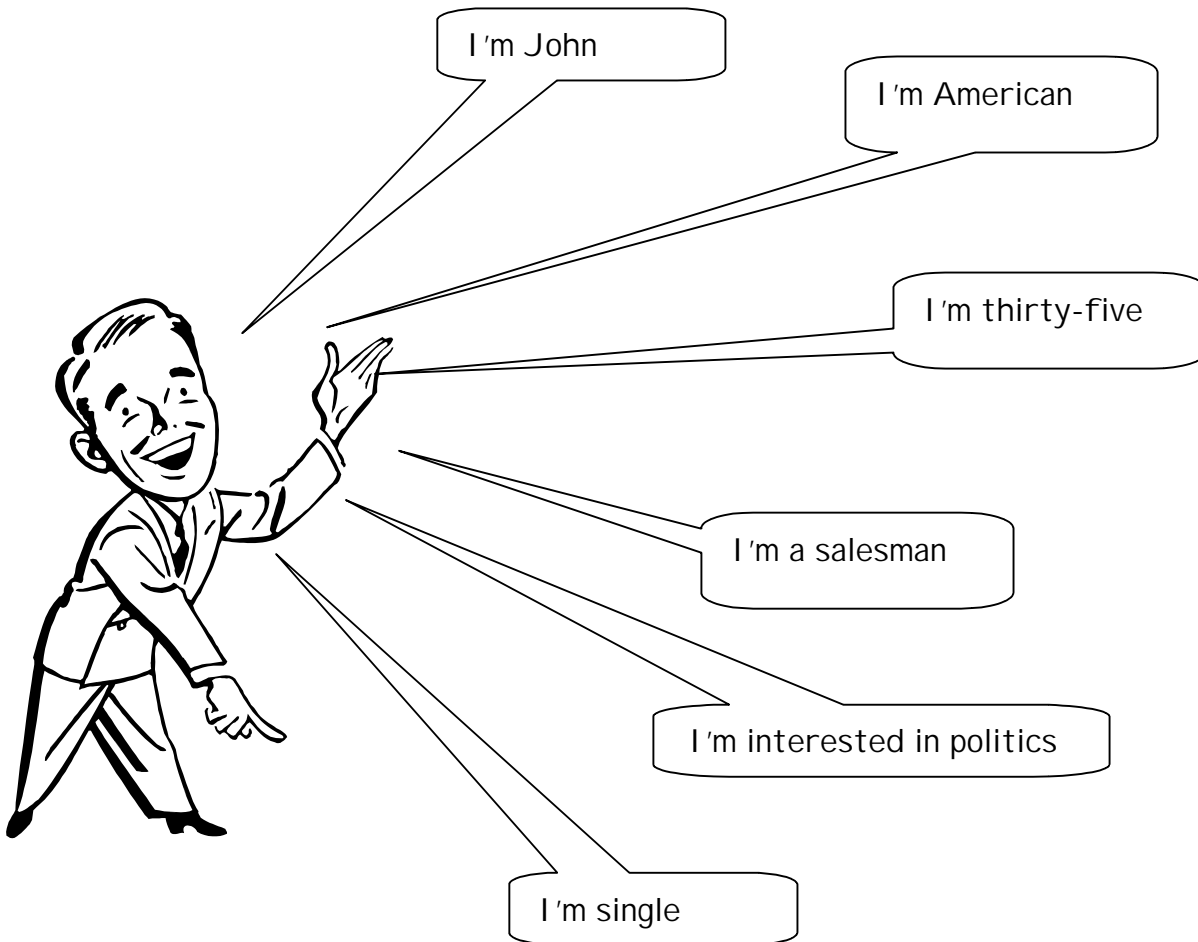 I'm John
I'm American
I'm thirty-five
I'm a salesman
I'm interested in politics
I'm single